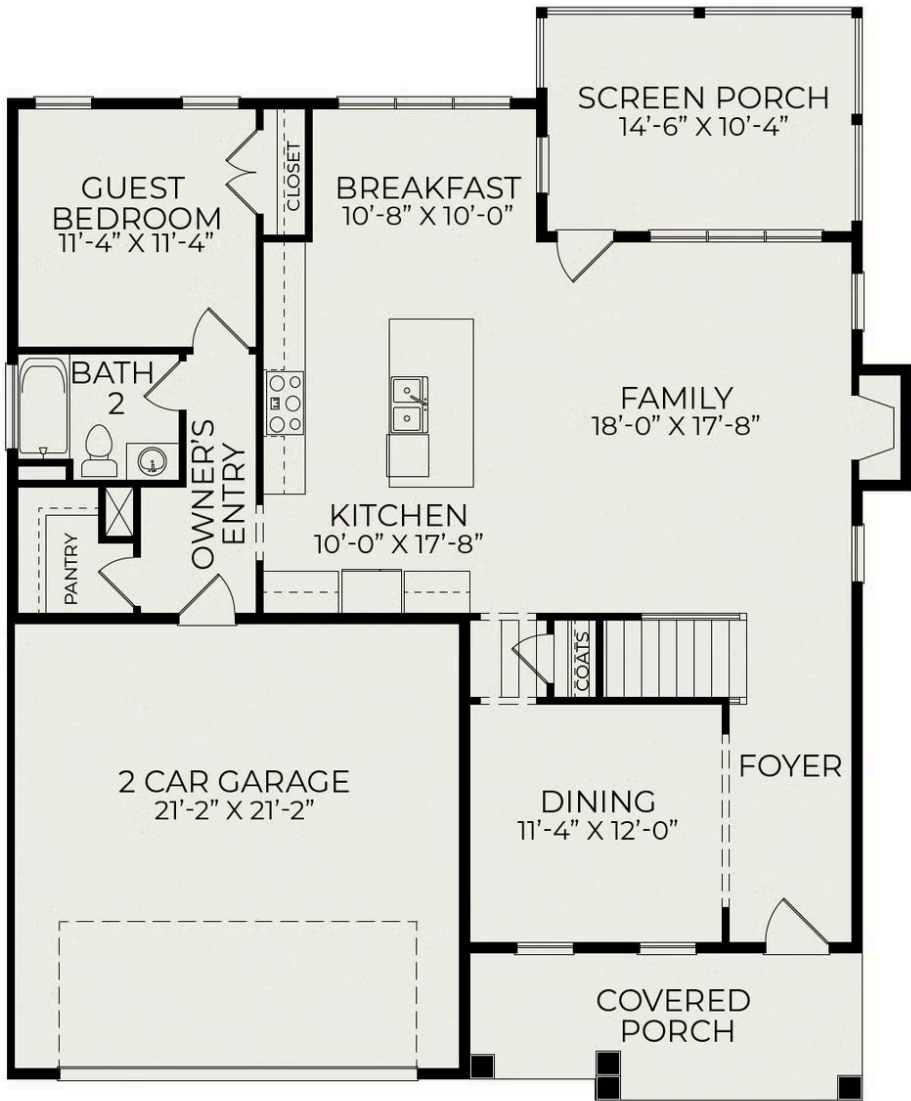 SCREEN PORCH
14’-6” X 10’-4”
GUEST
BEDROOM
11’-4” X 11’-4”
CLOSET
BREAKFAST
10’-8” X 10’-0”
BATH
2
OWNER’S
ENTRY
FAMILY
18’-0” X 17’-8”
KITCHEN
10’-0” X 17’-8”
PANTRY
COATS
2 CAR GARAGE
21’-2” X 21’-2”
DINING
11’-4” X 12’-0”
FOYER
COVERED
PORCH